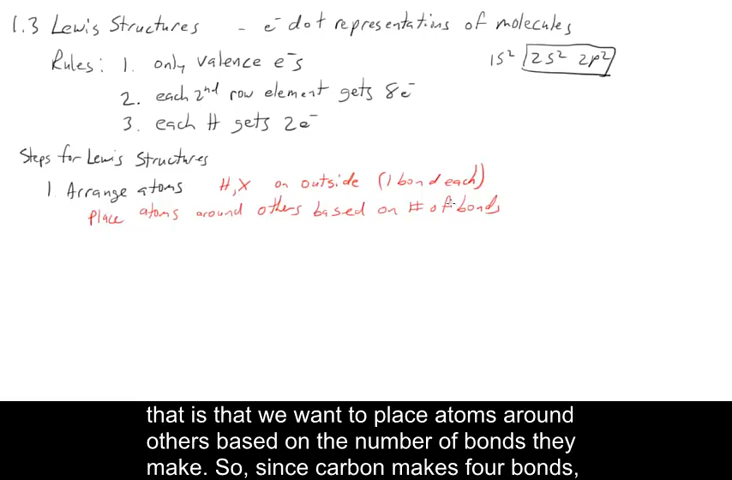 1.3 Lewis Structures - e⁻ dot representations of molecules
Rules: 1. only valence e⁻s 1s² 2s² 2p²
2. each 2nd row element gets 8e⁻
3. each H gets 2e⁻
Steps for Lewis Structures
1 Arrange atoms H,X on outside (1 bond each)
Place atoms around others based on # of bonds
that is that we want to place atoms around
others based on the number of bonds they
make. So, since carbon makes four bonds,